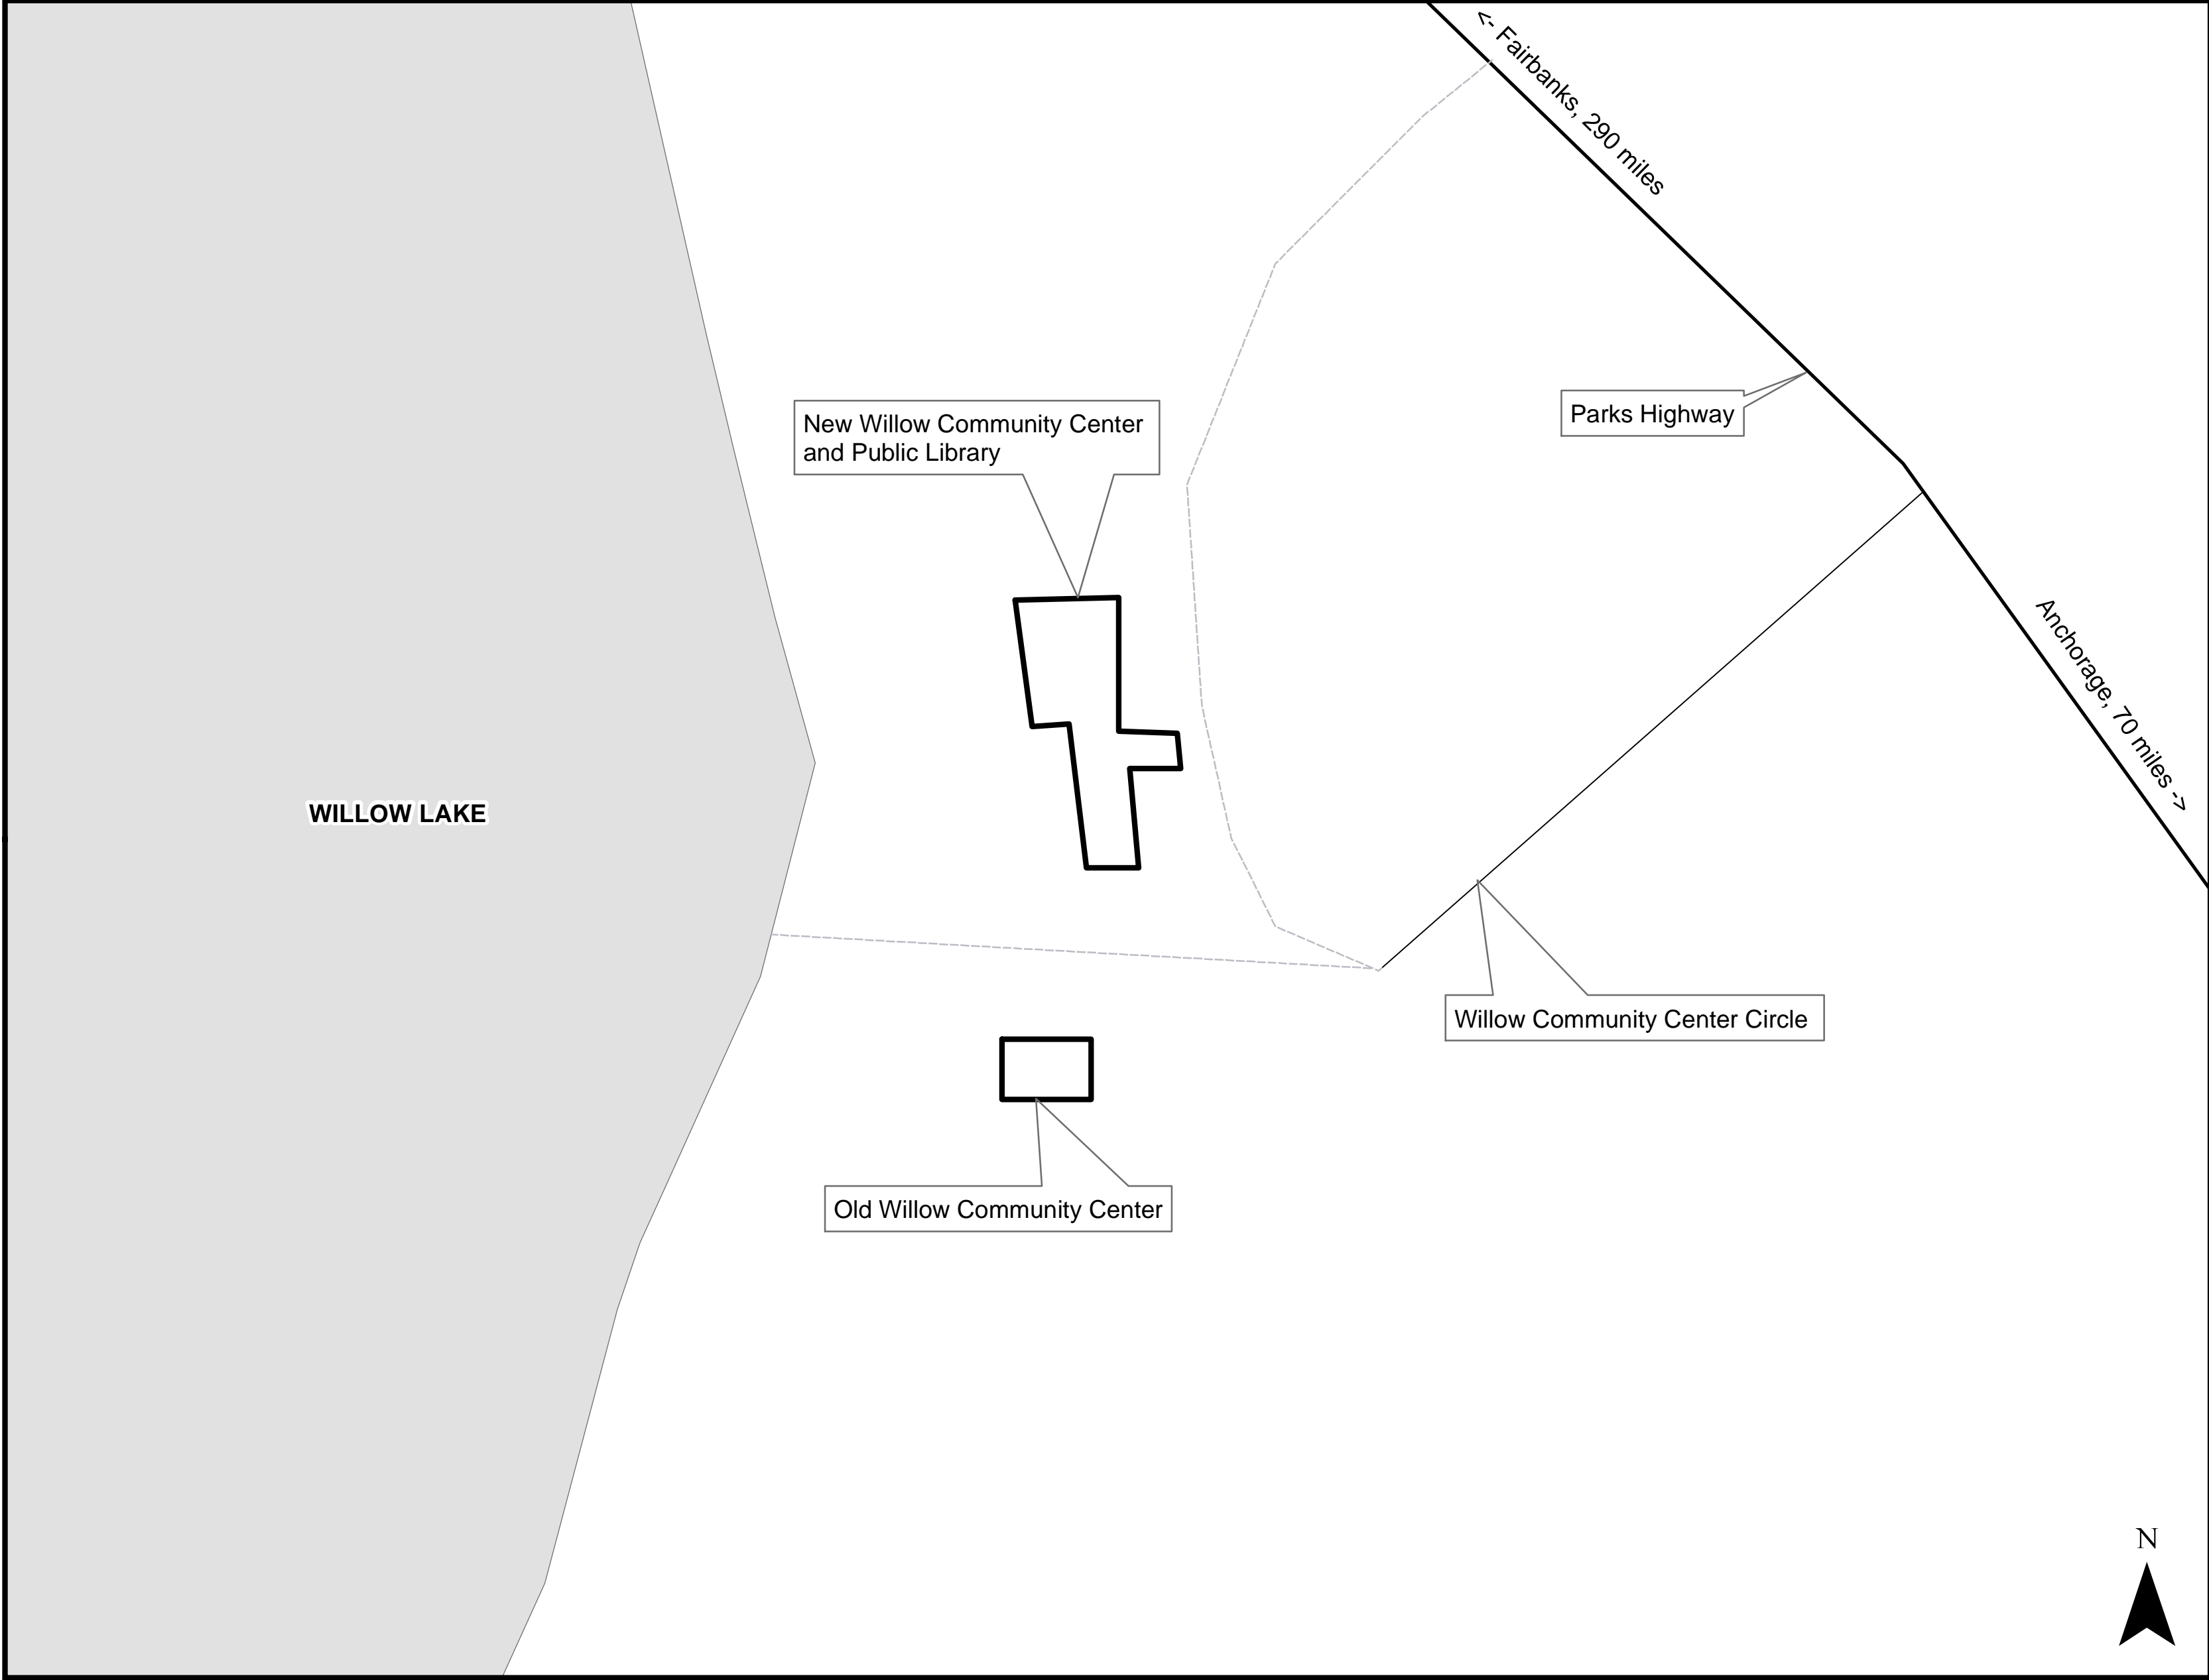 <- Fairbanks, 290 miles
New Willow Community Center
and Public Library
Parks Highway
Anchorage, 70 miles ->
WILLOW LAKE
Willow Community Center Circle
Old Willow Community Center
N